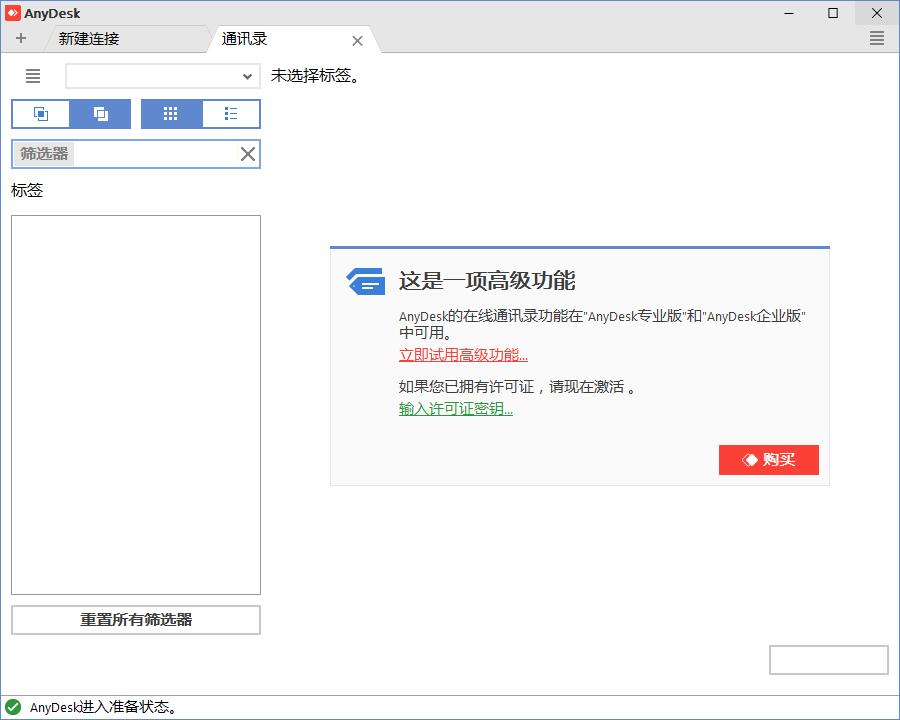 AnyDesk
新建连接
通讯录
未选择标签。
筛选器
标签
这是一项高级功能
AnyDesk的在线通讯录功能在"AnyDesk专业版"和"AnyDesk企业版"
中可用。
立即试用高级功能...
如果您已拥有许可证，请现在激活 。
输入许可证密钥...
购买
重置所有筛选器
AnyDesk进入准备状态。